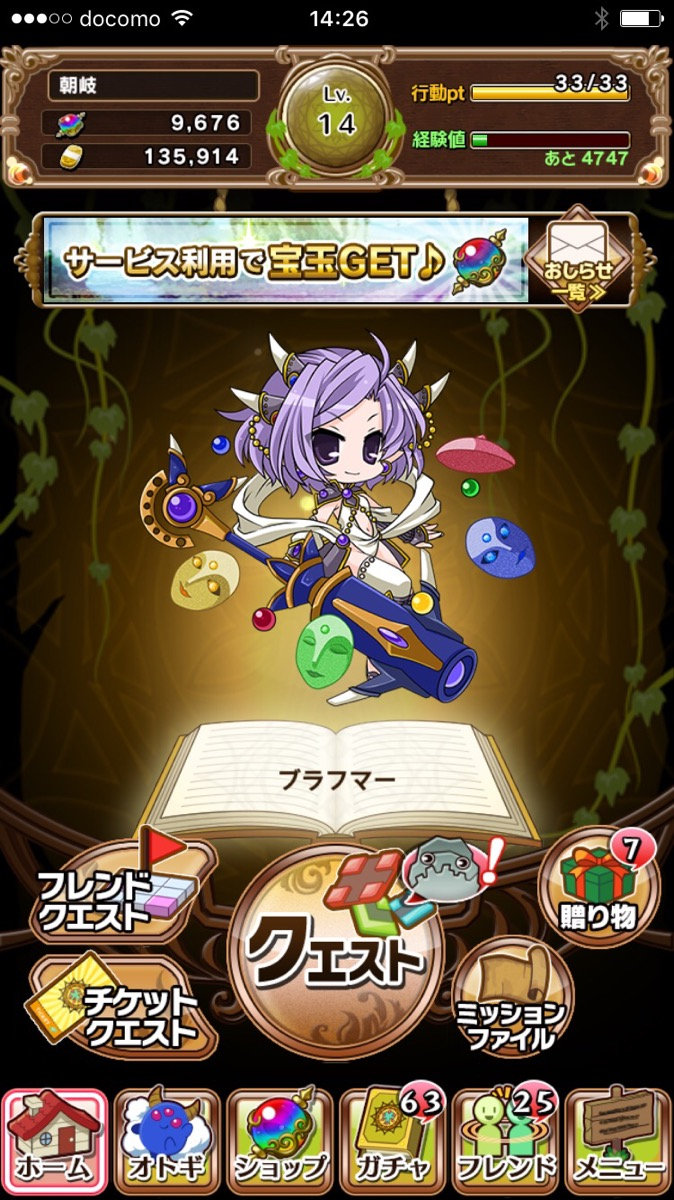 docomo 14:26
朝岐
9,676
135,914
Lv.
14
行動pt 33/33
経験値
あと 4747
サービス利用で宝玉GET♪
おしらせ
一覧≫
ブラフマー
フレンド
クエスト
チケット
クエスト
クエスト
!
7
贈り物
ミッション
ファイル
ホーム
オトギ
ショップ
63
ガチャ
25
フレンド
メニュー